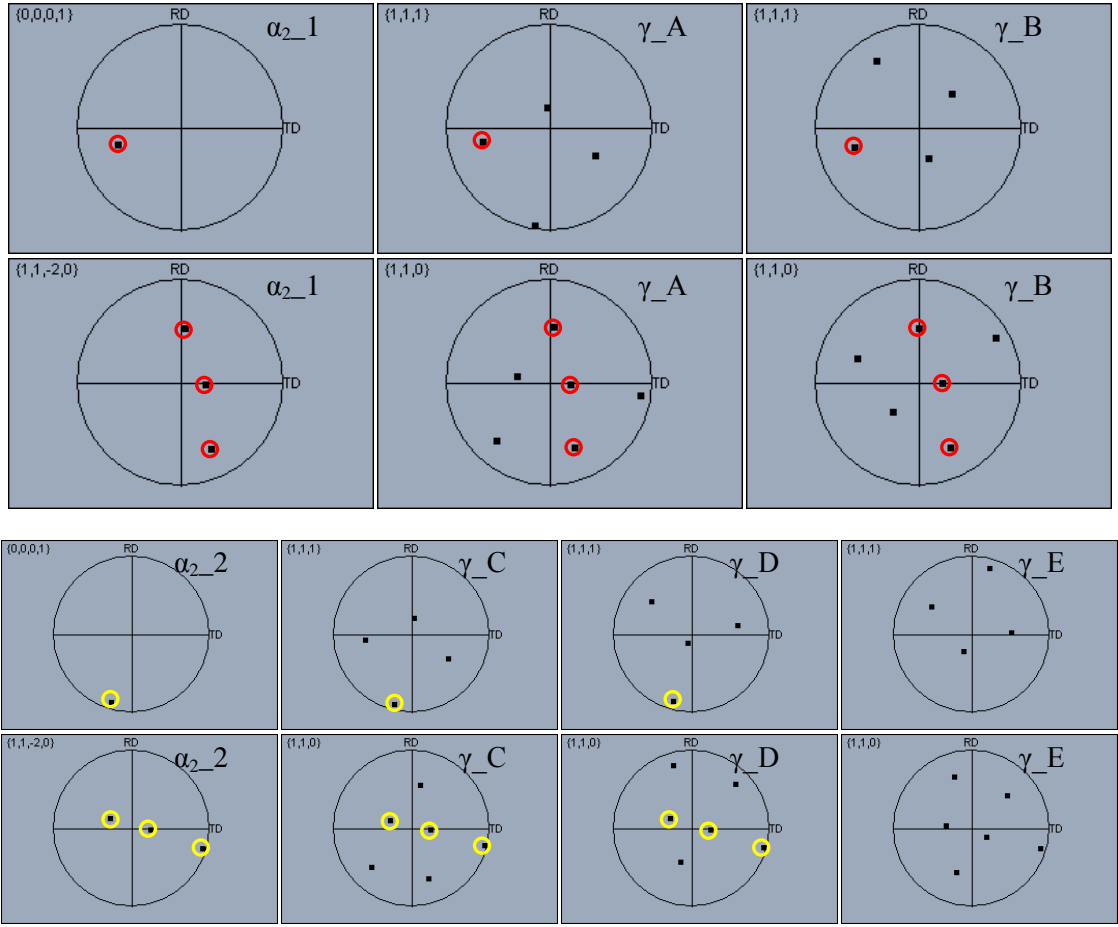 {0,0,0,1} RD α₂_1 TD
{1,1,1} RD γ_A TD
{1,1,1} RD γ_B TD
{1,1,-2,0} RD α₂_1 TD
{1,1,0} RD γ_A TD
{1,1,0} RD γ_B TD
{0,0,0,1} RD α₂_2 TD
{1,1,1} RD γ_C TD
{1,1,1} RD γ_D TD
{1,1,1} RD γ_E TD
{1,1,-2,0} RD α₂_2 TD
{1,1,0} RD γ_C TD
{1,1,0} RD γ_D TD
{1,1,0} RD γ_E TD